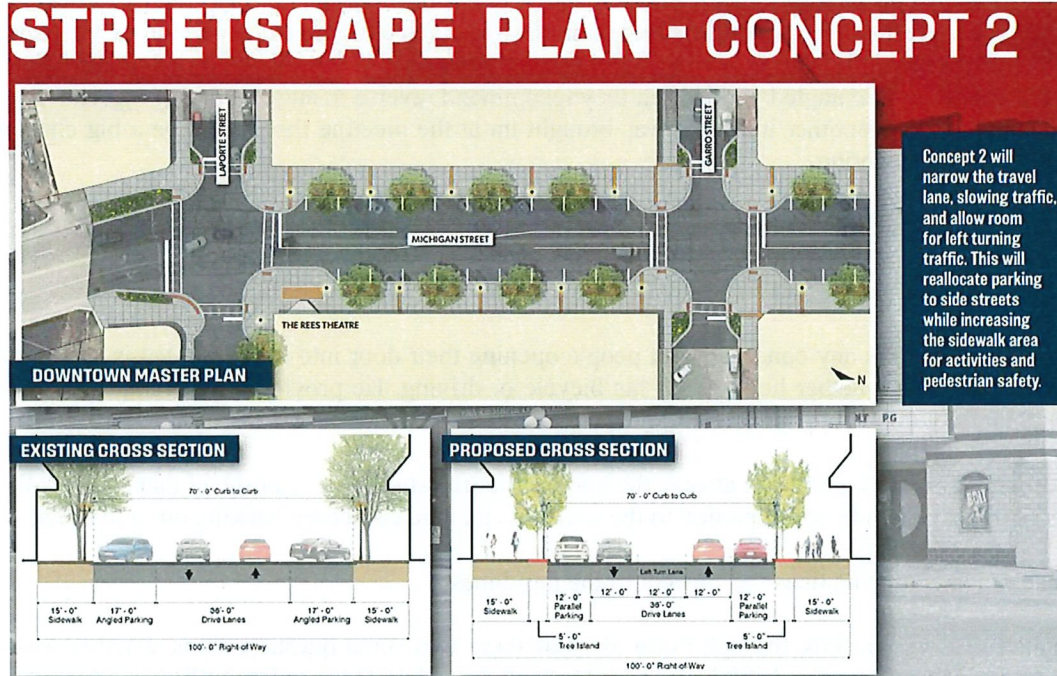 STREETSCAPE PLAN - CONCEPT 2
LAPORTE STREET
GARRO STREET
MICHIGAN STREET
THE REES THEATRE
N
DOWNTOWN MASTER PLAN
Concept 2 will
narrow the travel
lane, slowing traffic,
and allow room
for left turning
traffic. This will
reallocate parking
to side streets
while increasing
the sidewalk area
for activities and
pedestrian safety.
EXISTING CROSS SECTION
70'- 0" Curb to Curb
15' - 0"
Sidewalk
17' - 0"
Angled Parking
36'- 0"
Drive Lanes
17' - 0"
Angled Parking
15' - 0"
Sidewalk
100'- 0" Right of Way
PROPOSED CROSS SECTION
70'- 0" Curb to Curb
Left Turn Lane
15' - 0"
Sidewalk
12' - 0"
Parallel
Parking
12' - 0"
12' - 0"
12' - 0"
36'- 0"
Drive Lanes
12' - 0"
Parallel
Parking
15' - 0"
Sidewalk
5' - 0"
Tree Island
5' - 0"
Tree Island
100'- 0" Right of Way
PG
BOLT